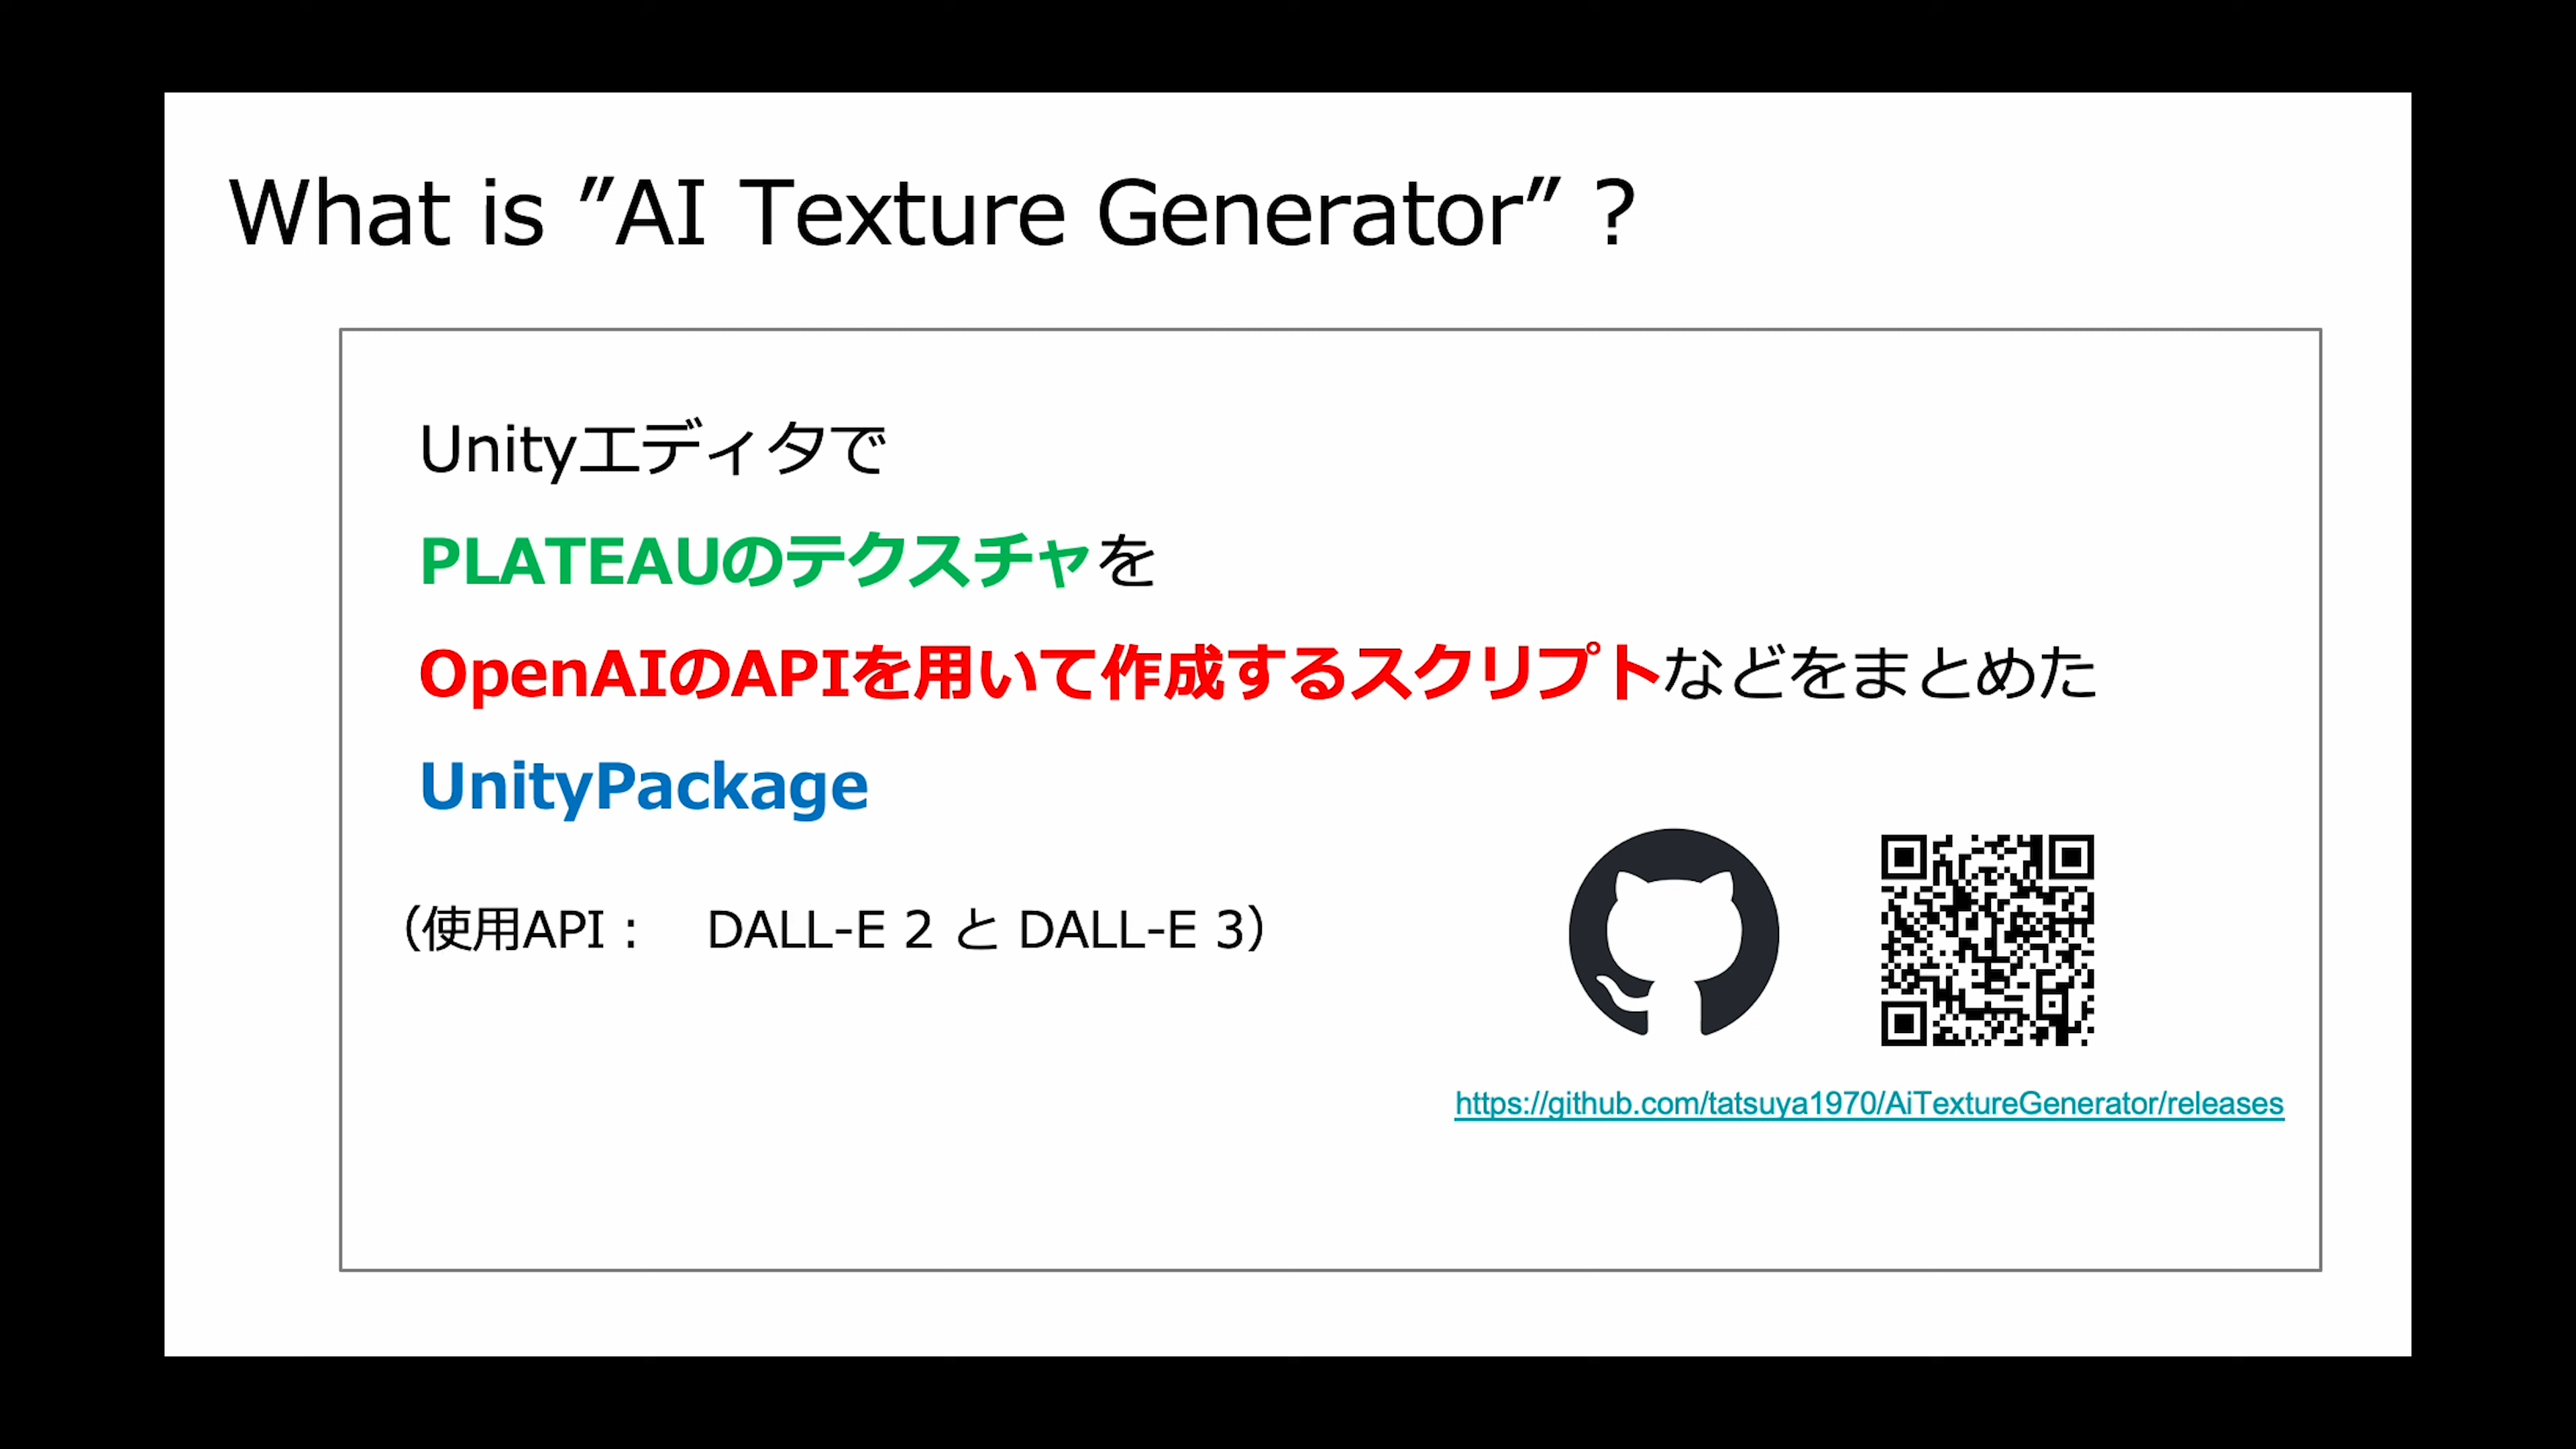 What is ”AI Texture Generator” ?
Unityエディタで
PLATEAUのテクスチャを
OpenAIのAPIを用いて作成するスクリプトなどをまとめた
UnityPackage
（使用API：　DALL-E 2 と DALL-E 3）
https://github.com/tatsuya1970/AiTextureGenerator/releases